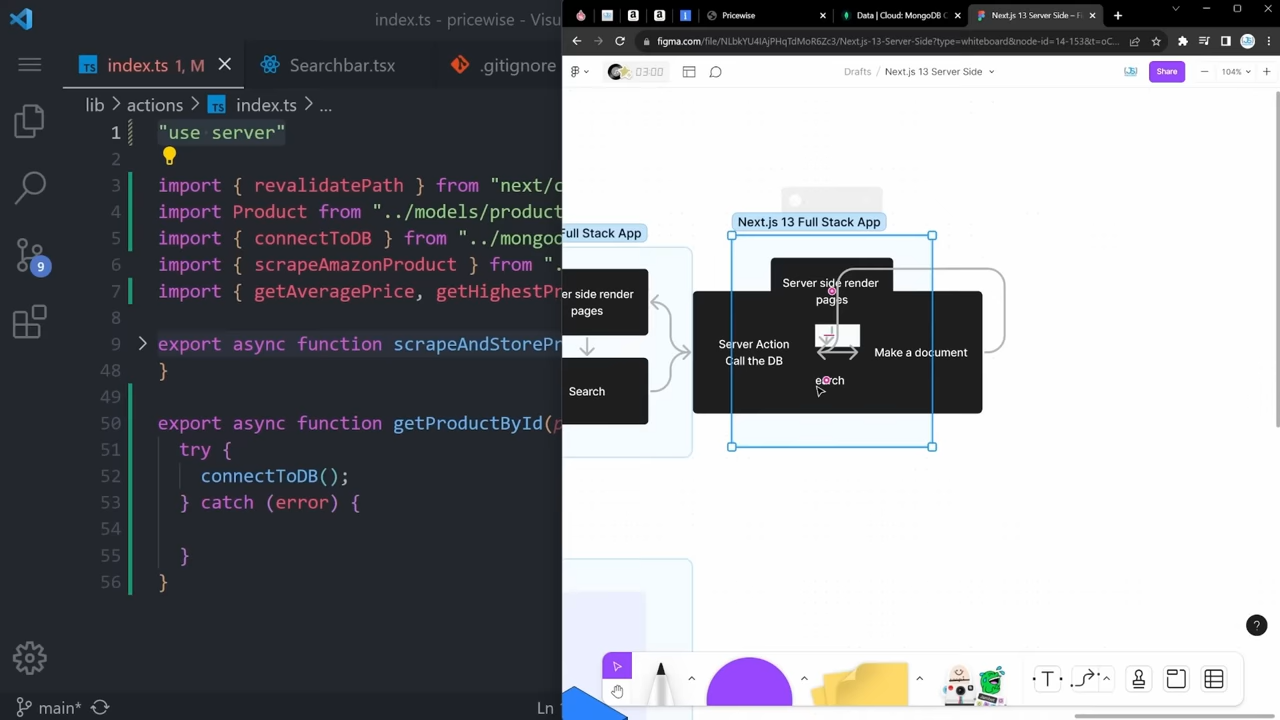 index.ts - pricewise - Visu
index.ts 1, M
Searchbar.tsx
.gitignore
lib > actions > TS index.ts > ...
1 "use server"
2
3 import { revalidatePath } from "next/c
4 import Product from "../models/product
5 import { connectToDB } from "../mongoo
6 import { scrapeAmazonProduct } from ".
7 import { getAveragePrice, getHighestPr
8
9 export async function scrapeAndStorePr
48 }
49
50 export async function getProductById(p
51 try {
52 connectToDB();
53 } catch (error) {
54
55 }
56 }
9
main*
Ln
Pricewise
Data | Cloud: MongoDB C
Next.js 13 Server Side – Fi
figma.com/file/NLbkYU4IAjPHqTdMoR6Zc3/Next-js-13-Server-Side?type=whiteboard&node-id=14-153&t=oC...
03:00
Drafts / Next.js 13 Server Side
Share
104%
Full Stack App
er side render
pages
Search
Next.js 13 Full Stack App
Server side render
pages
Server Action
Call the DB
Make a document
earch
?
T